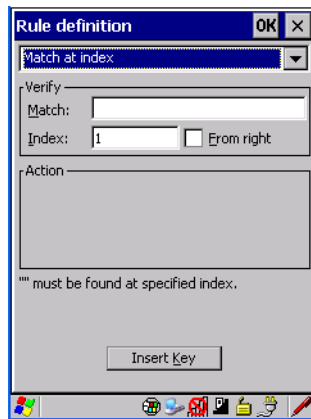 Rule definition OK ×
Match at index
Verify
Match:
Index: 1 From right
Action
"" must be found at specified index.
Insert Key